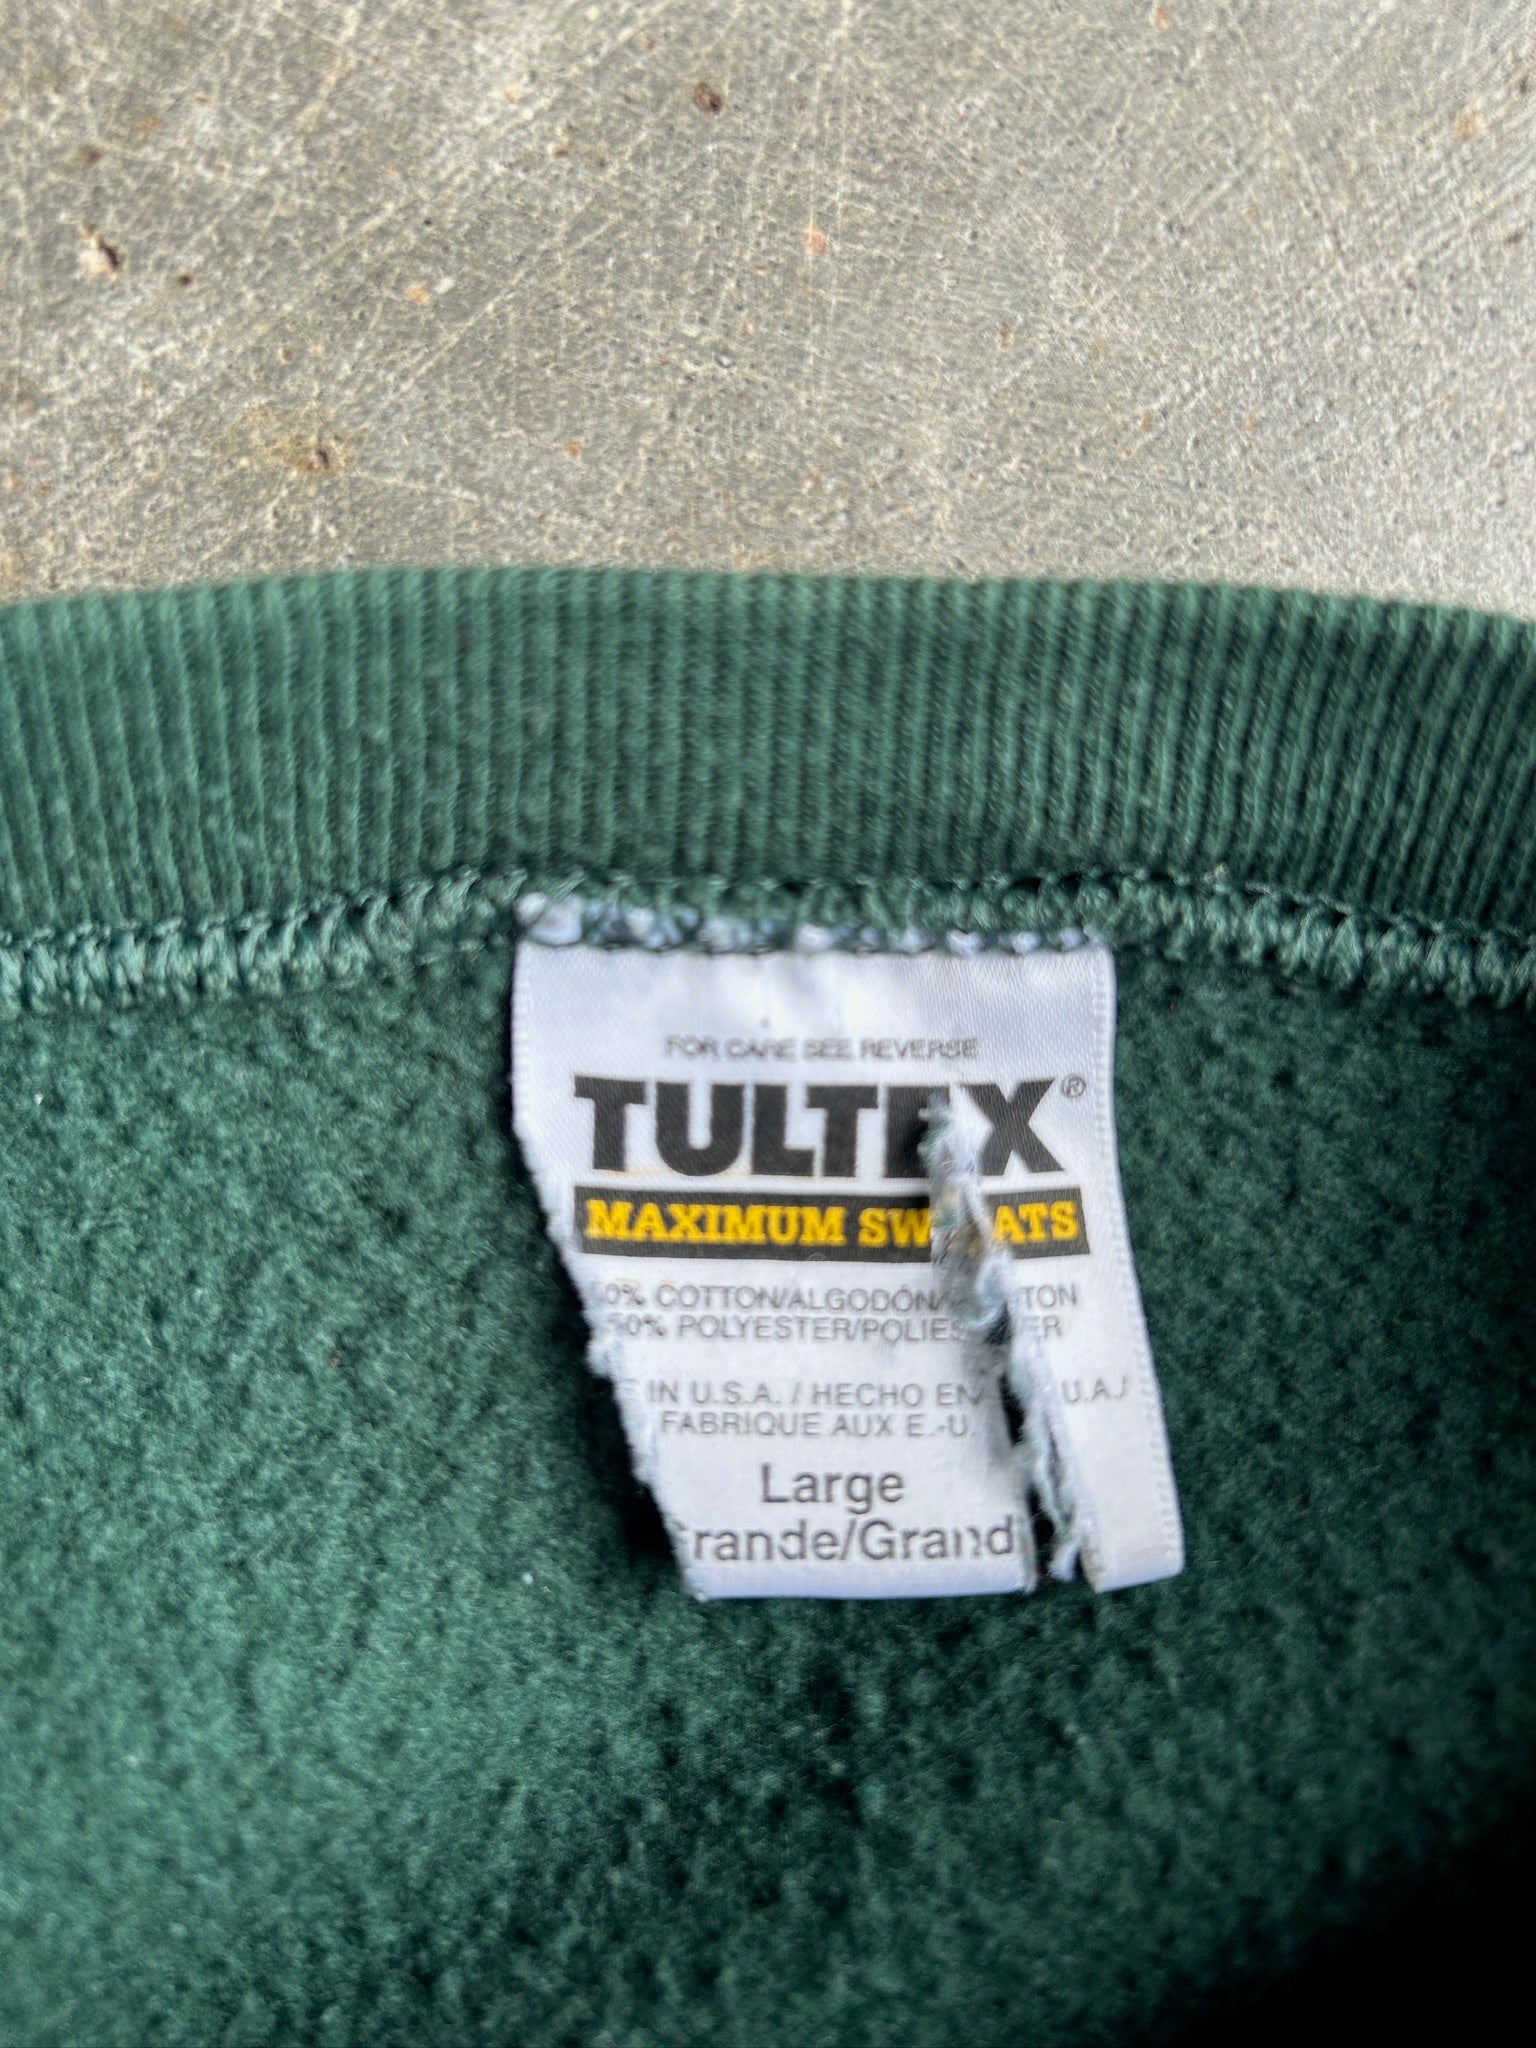 FOR CARE SEE REVERSE
TULTEX®
MAXIMUM SW ATS
0% COTTON/ALGODÓN/ TON
50% POLYESTER/POLIES ER
E IN U.S.A. / HECHO EN U.A./
FABRIQUE AUX E.-U.
Large
rande/Grand